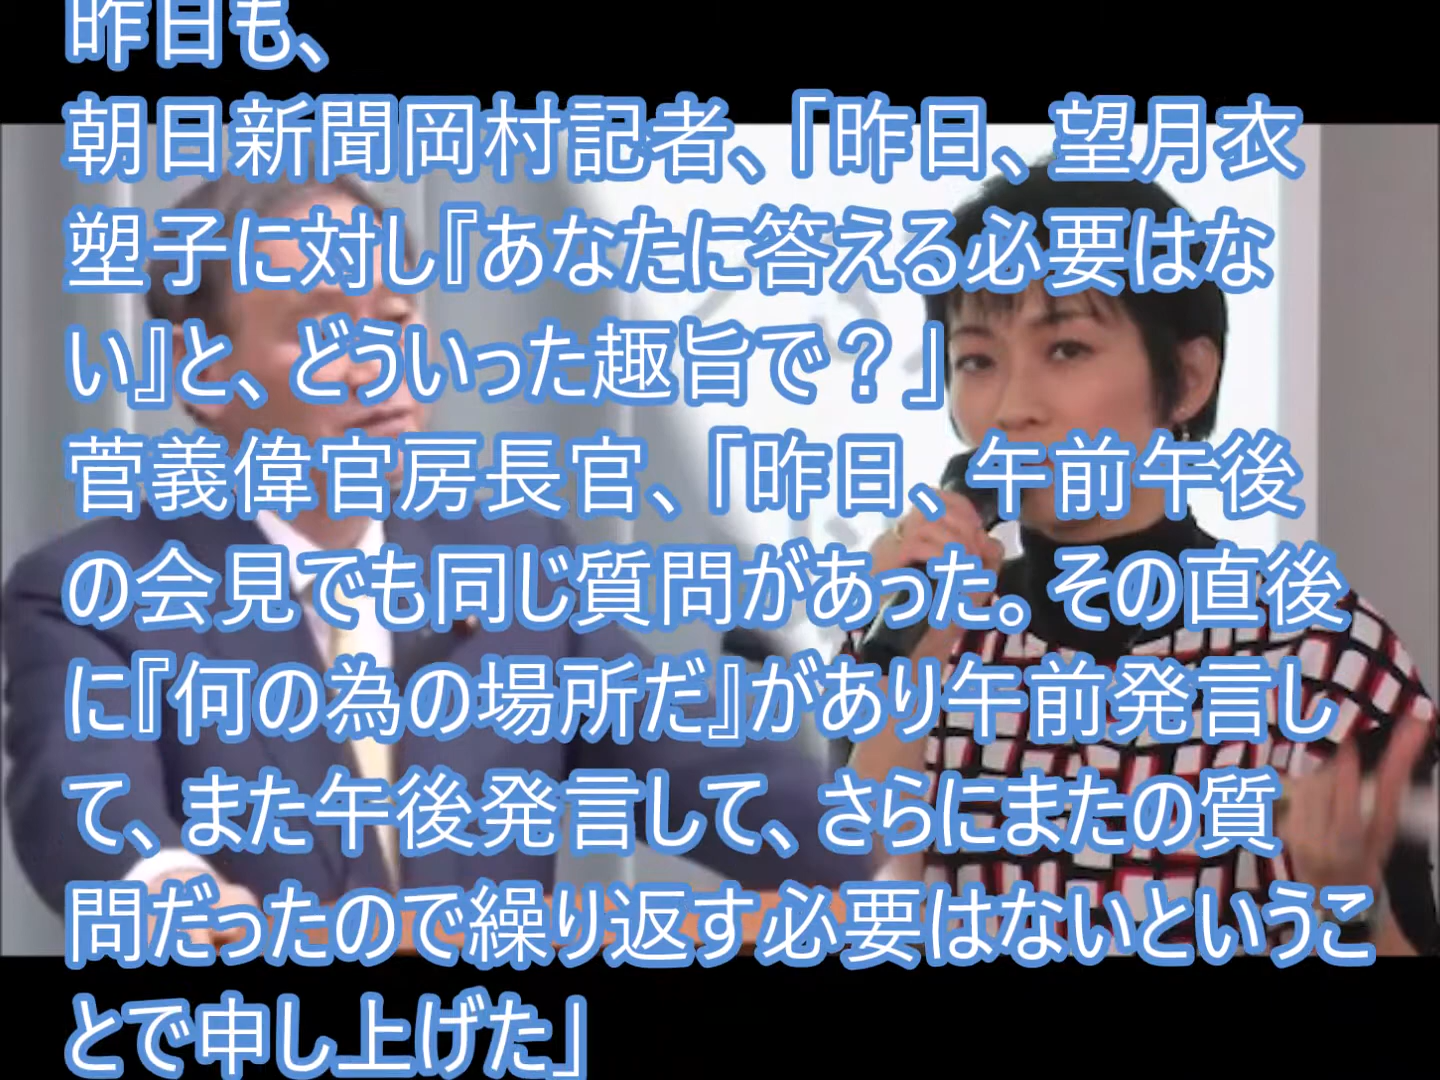 昨日も、
朝日新聞岡村記者、「昨日、望月衣
塑子に対し『あなたに答える必要はな
い』と、どういった趣旨で？」
菅義偉官房長官、「昨日、午前午後
の会見でも同じ質問があった。その直後
に『何の為の場所だ』があり午前発言し
て、また午後発言して、さらにまたの質
問だったので繰り返す必要はないというこ
とで申し上げた」